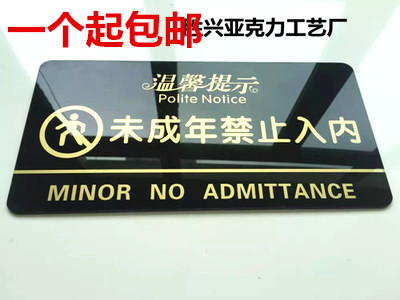 一个起包邮
兴亚克力工艺厂
温馨提示
Polite Notice
未成年禁止入内
MINOR NO ADMITTANCE